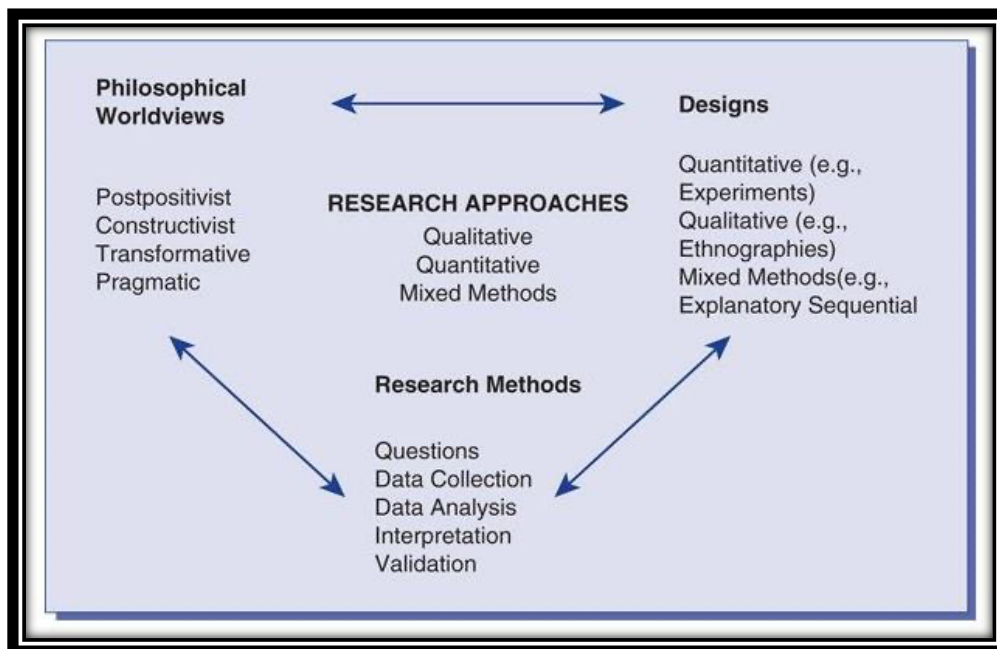 Philosophical
Worldviews
Postpositivist
Constructivist
Transformative
Pragmatic
RESEARCH APPROACHES
Qualitative
Quantitative
Mixed Methods
Designs
Quantitative (e.g.,
Experiments)
Qualitative (e.g.,
Ethnographies)
Mixed Methods(e.g.,
Explanatory Sequential
Research Methods
Questions
Data Collection
Data Analysis
Interpretation
Validation